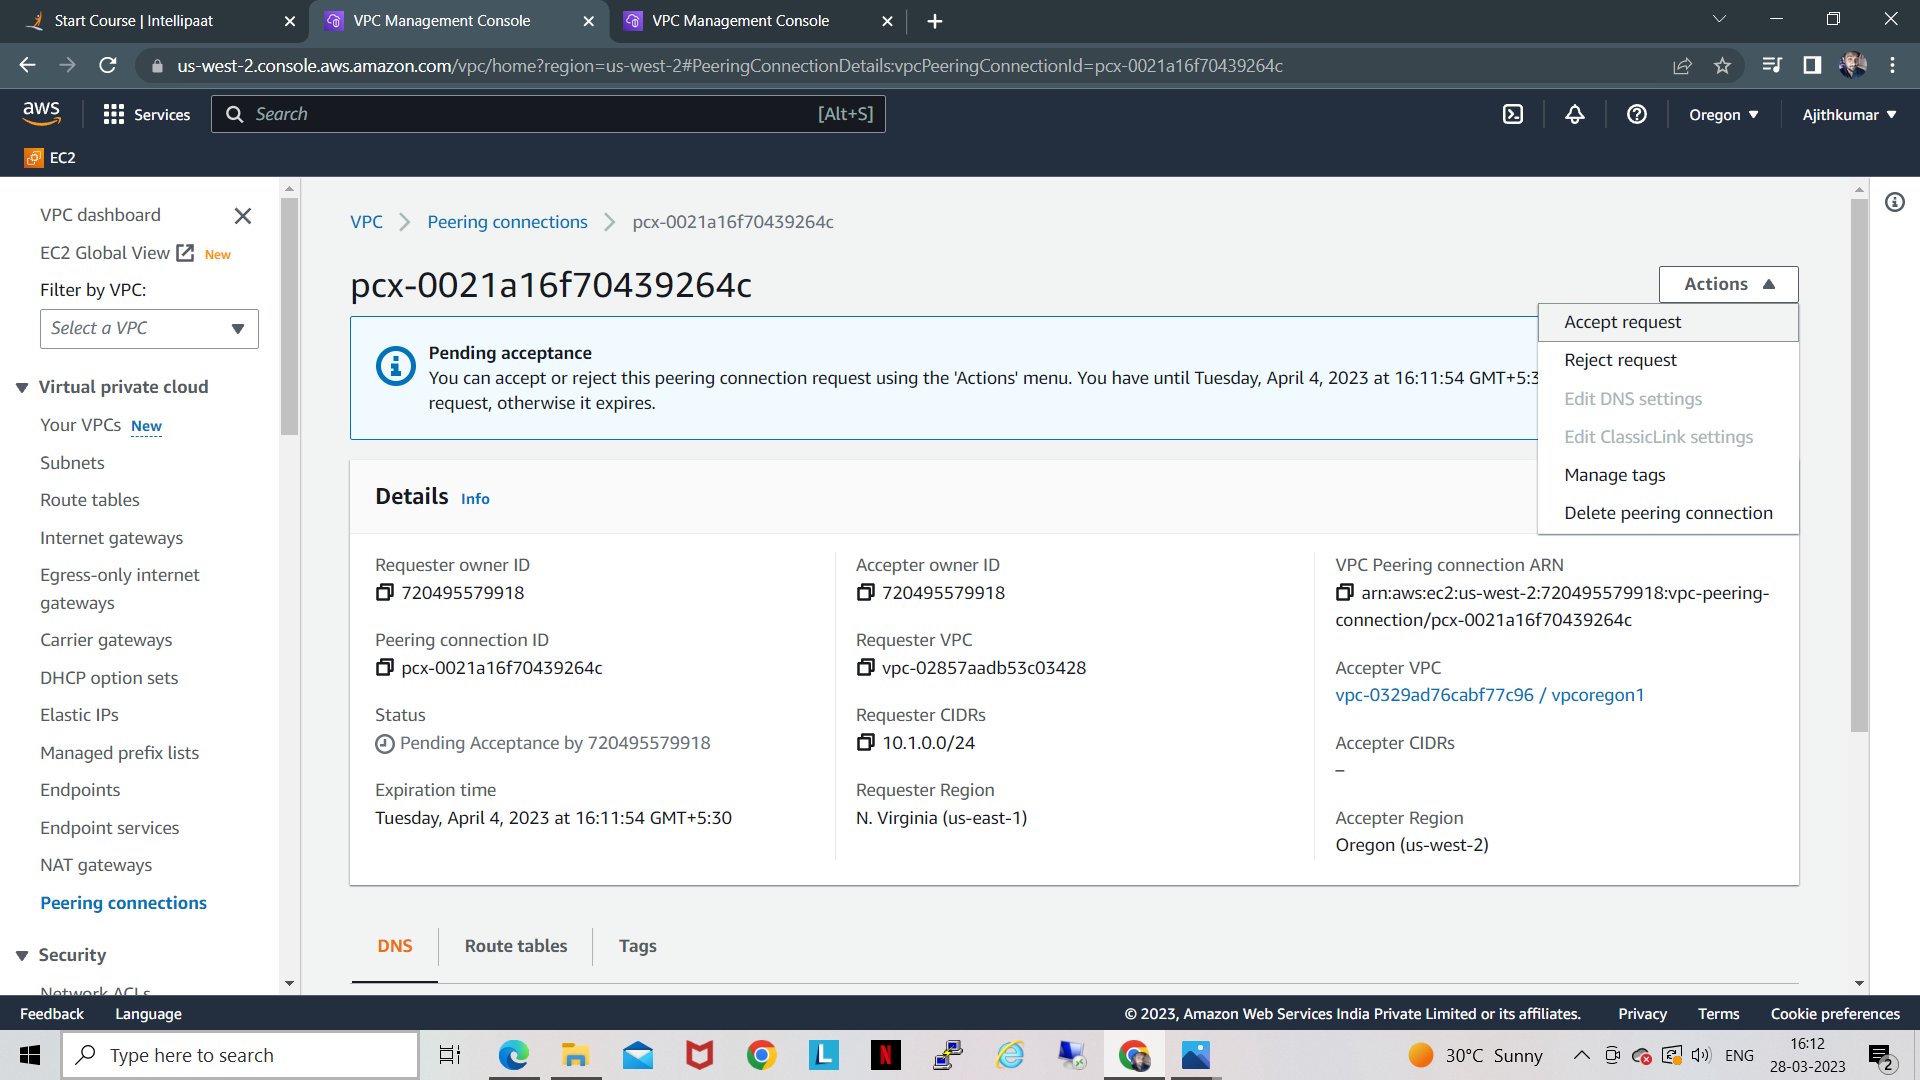 Start Course | Intellipaat
VPC Management Console
VPC Management Console
us-west-2.console.aws.amazon.com/vpc/home?region=us-west-2#PeeringConnectionDetails:vpcPeeringConnectionId=pcx-0021a16f70439264c
aws
Services
Search
[Alt+S]
Oregon
Ajithkumar
EC2
VPC dashboard
EC2 Global View New
Filter by VPC:
Select a VPC
Virtual private cloud
Your VPCs New
Subnets
Route tables
Internet gateways
Egress-only internet
gateways
Carrier gateways
DHCP option sets
Elastic IPs
Managed prefix lists
Endpoints
Endpoint services
NAT gateways
Peering connections
Security
Network ACLs
VPC
Peering connections
pcx-0021a16f70439264c
pcx-0021a16f70439264c
Actions
Accept request
Reject request
Edit DNS settings
Edit ClassicLink settings
Manage tags
Delete peering connection
Pending acceptance
You can accept or reject this peering connection request using the 'Actions' menu. You have until Tuesday, April 4, 2023 at 16:11:54 GMT+5:3
request, otherwise it expires.
Details Info
Requester owner ID
720495579918
Peering connection ID
pcx-0021a16f70439264c
Status
Pending Acceptance by 720495579918
Expiration time
Tuesday, April 4, 2023 at 16:11:54 GMT+5:30
Accepter owner ID
720495579918
Requester VPC
vpc-02857aadb53c03428
Requester CIDRs
10.1.0.0/24
Requester Region
N. Virginia (us-east-1)
VPC Peering connection ARN
arn:aws:ec2:us-west-2:720495579918:vpc-peering-
connection/pcx-0021a16f70439264c
Accepter VPC
vpc-0329ad76cabf77c96 / vpcoregon1
Accepter CIDRs
–
Accepter Region
Oregon (us-west-2)
DNS
Route tables
Tags
Feedback
Language
© 2023, Amazon Web Services India Private Limited or its affiliates.
Privacy
Terms
Cookie preferences
Type here to search
L
N
30°C Sunny
ENG
16:12
28-03-2023
2